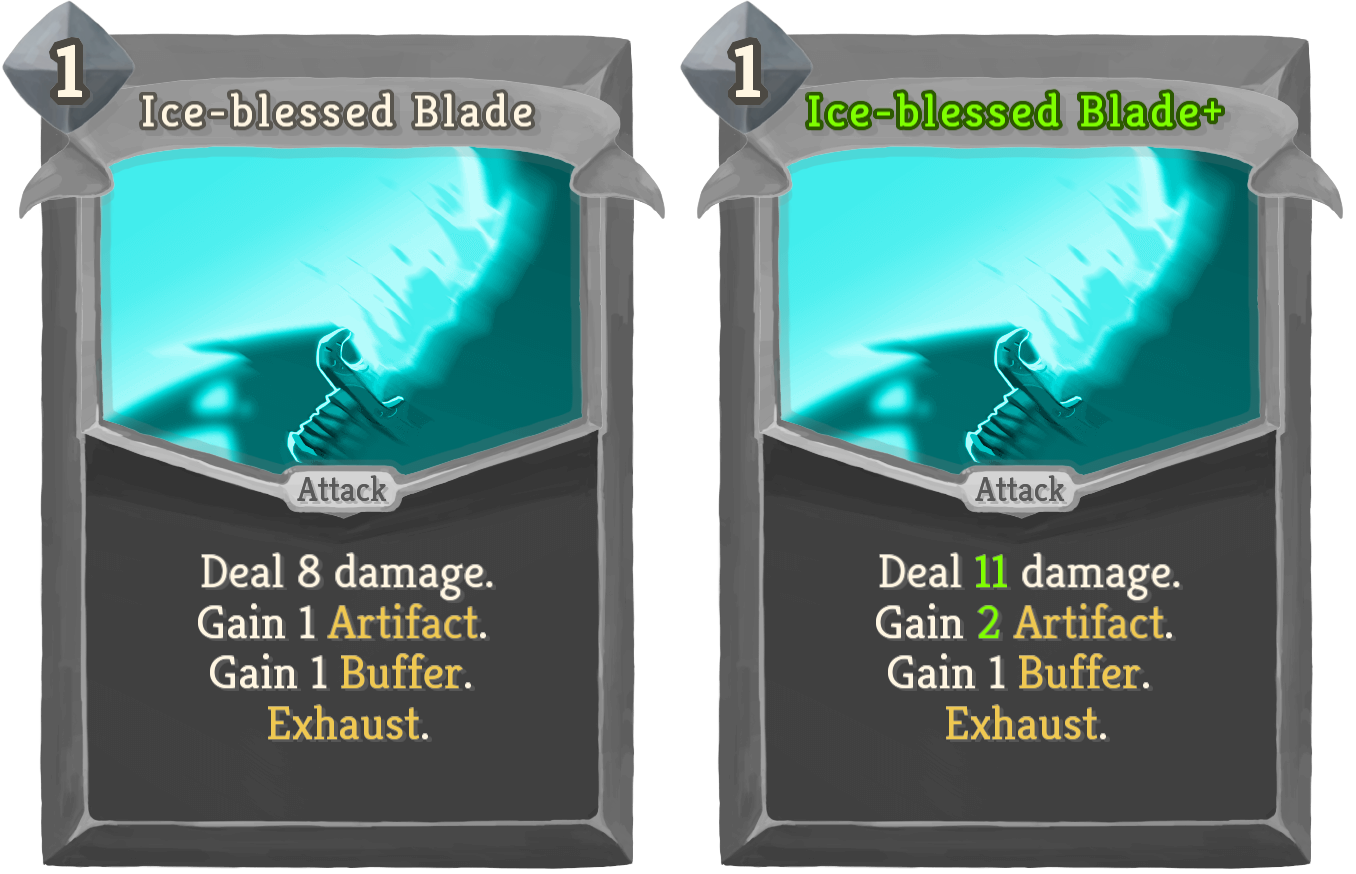 1
Ice-blessed Blade
Attack
Deal 8 damage.
Gain 1 Artifact.
Gain 1 Buffer.
Exhaust.
1
Ice-blessed Blade+
Attack
Deal 11 damage.
Gain 2 Artifact.
Gain 1 Buffer.
Exhaust.